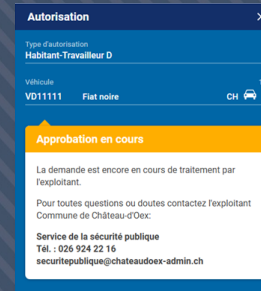 Autorisation
Type d'autorisation
Habitant-Travailleur D
Véhicule
VD11111 Fiat noire CH
Approbation en cours
La demande est encore en cours de traitement par
l'exploitant.
Pour toutes questions ou doutes contactez l'exploitant
Commune de Château-d'Oex:
Service de la sécurité publique
Tél. : 026 924 22 16
securitepublique@chateaudoex-admin.ch